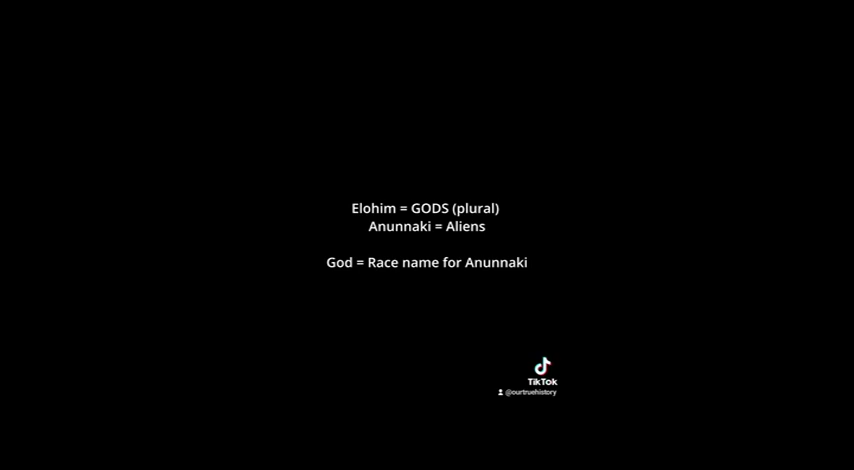 Elohim = GODS (plural)
Anunnaki = Aliens
God = Race name for Anunnaki
TikTok
@ourtruehistory